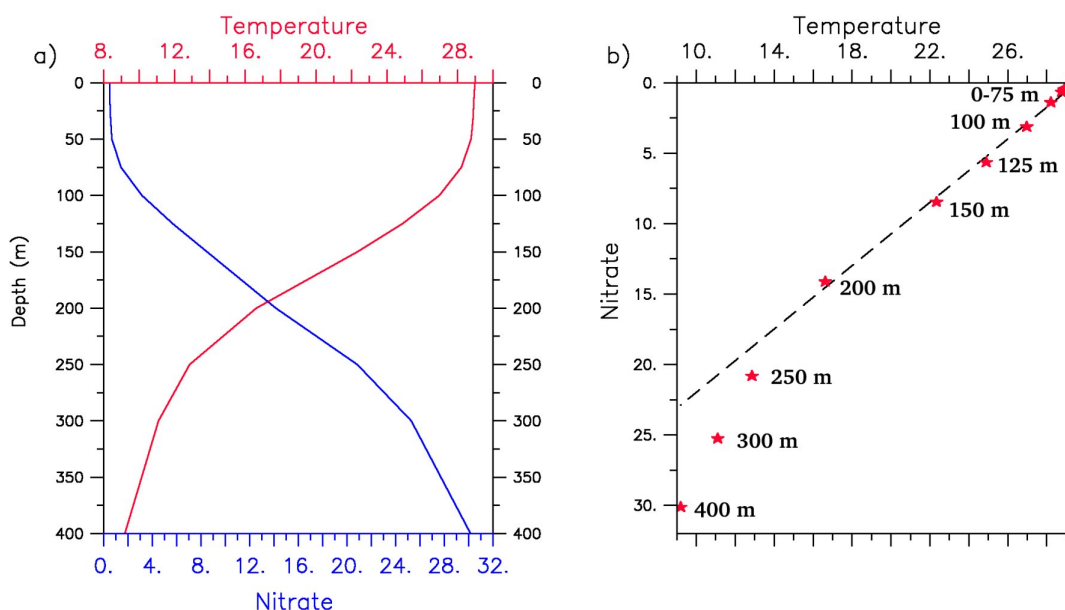 a)
Temperature
8. 12. 16. 20. 24. 28.
0 0
50 50
100 100
150 150
200 200
250 250
300 300
350 350
400 400
Depth (m)
0. 4. 8. 12. 16. 20. 24. 28. 32.
Nitrate
b)
Temperature
10. 14. 18. 22. 26.
0.
5.
10.
15.
20.
25.
30.
Nitrate
0-75 m
100 m
125 m
150 m
200 m
250 m
300 m
400 m